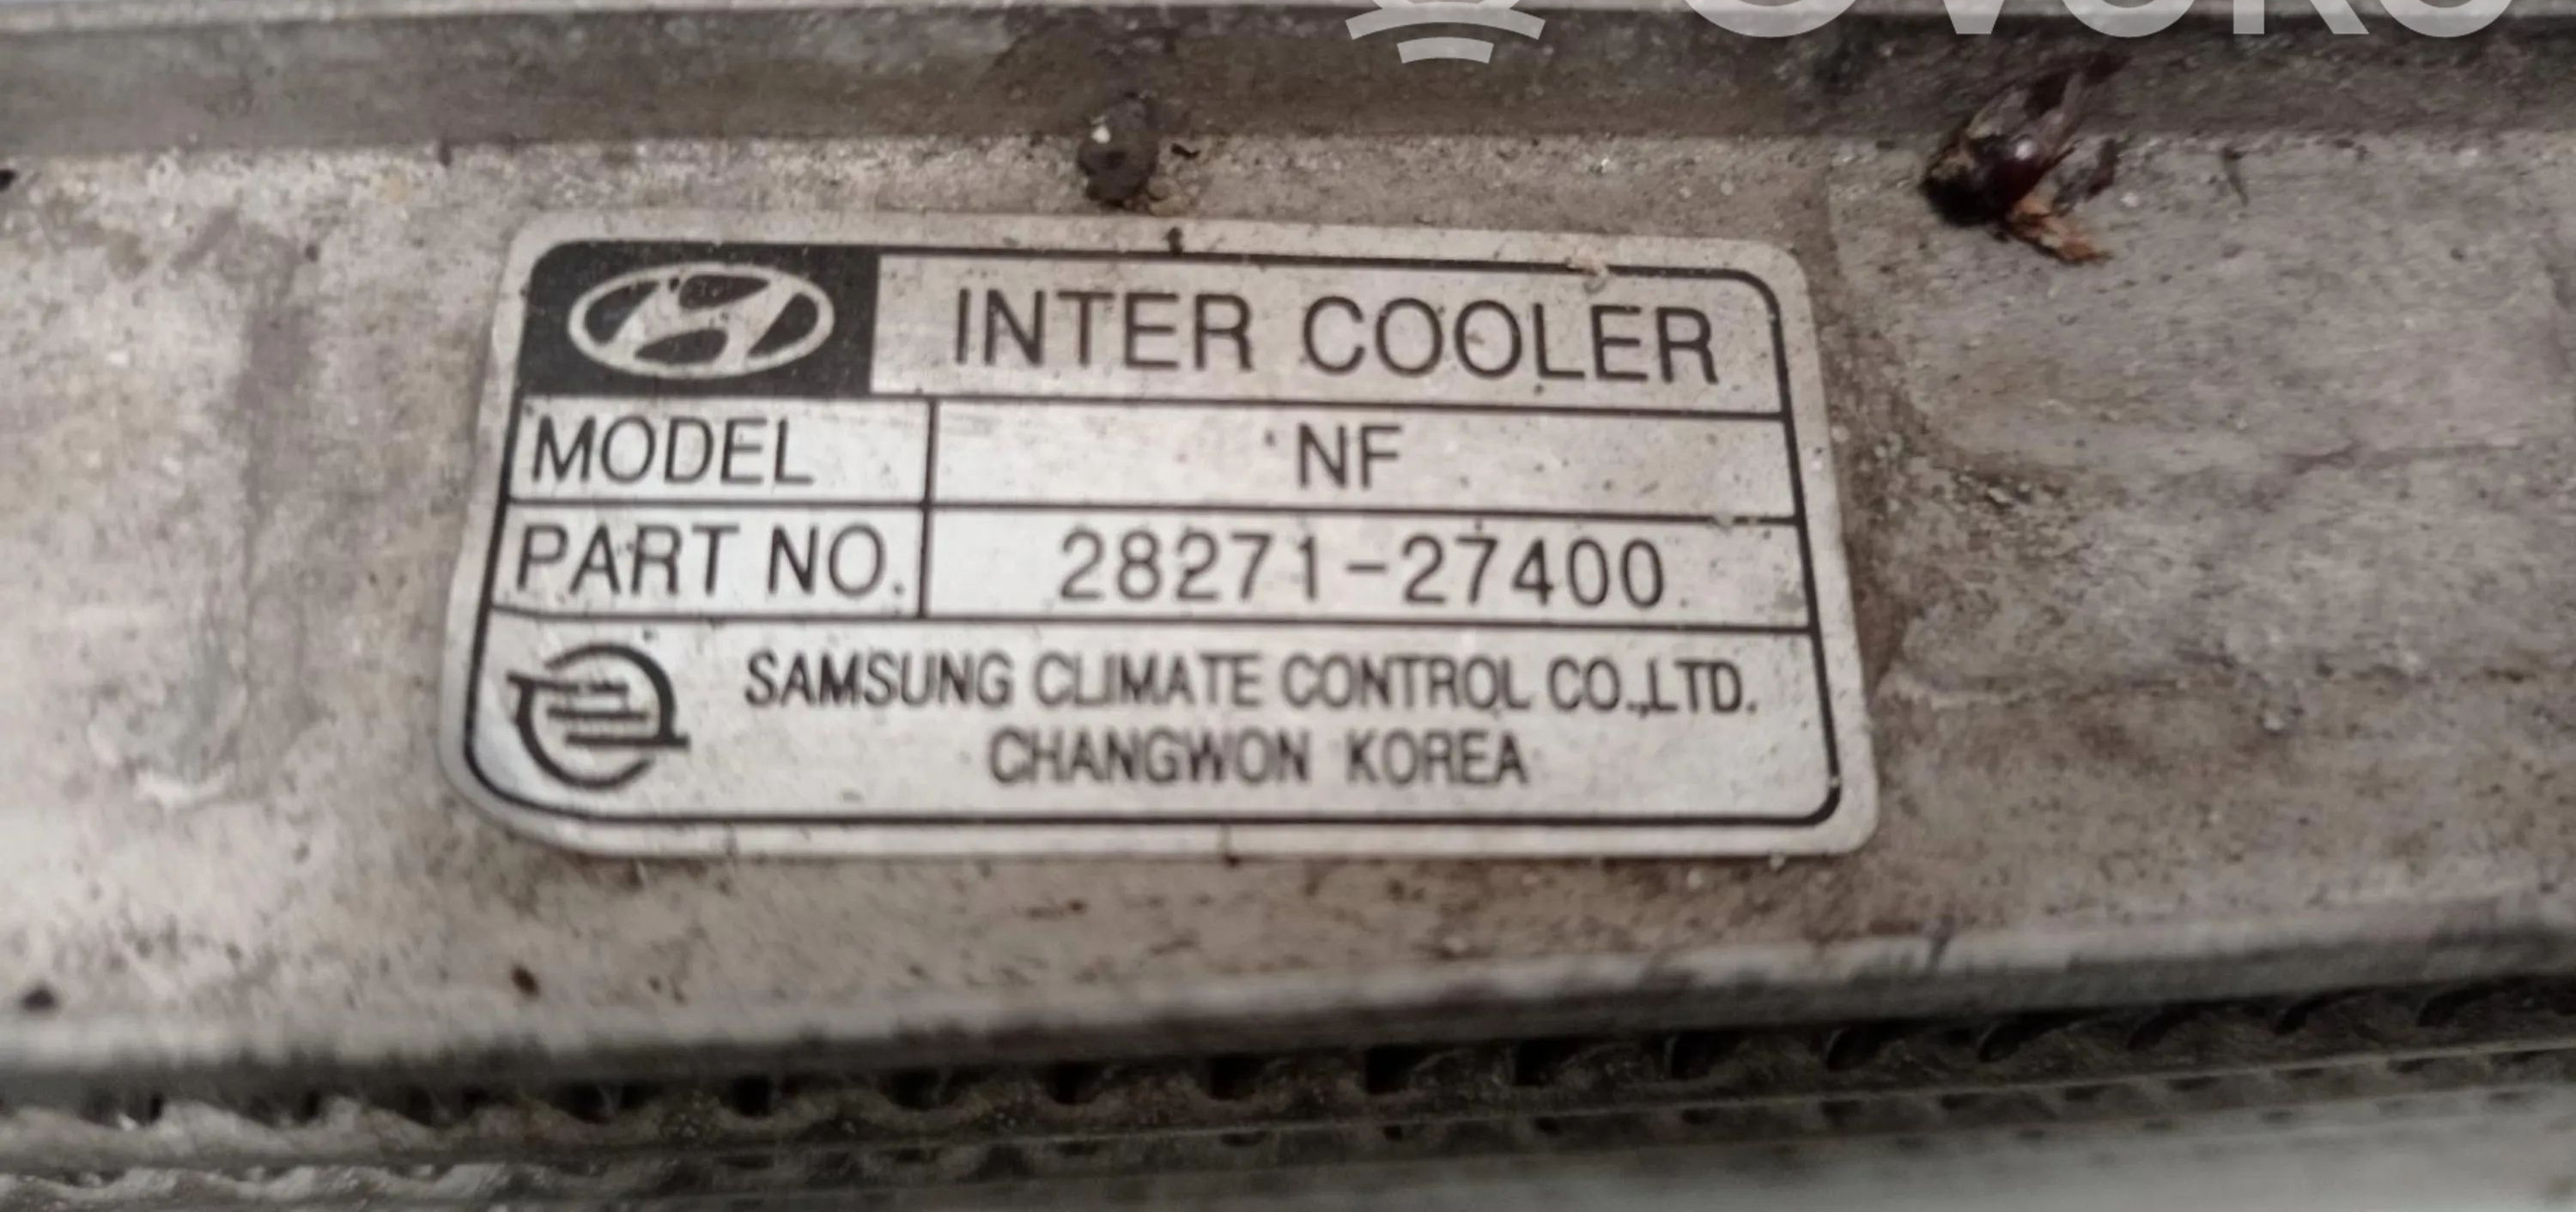 INTER COOLER
MODEL NF
PART NO. 28271-27400
SAMSUNG CLIMATE CONTROL CO.,LTD.
CHANGWON KOREA